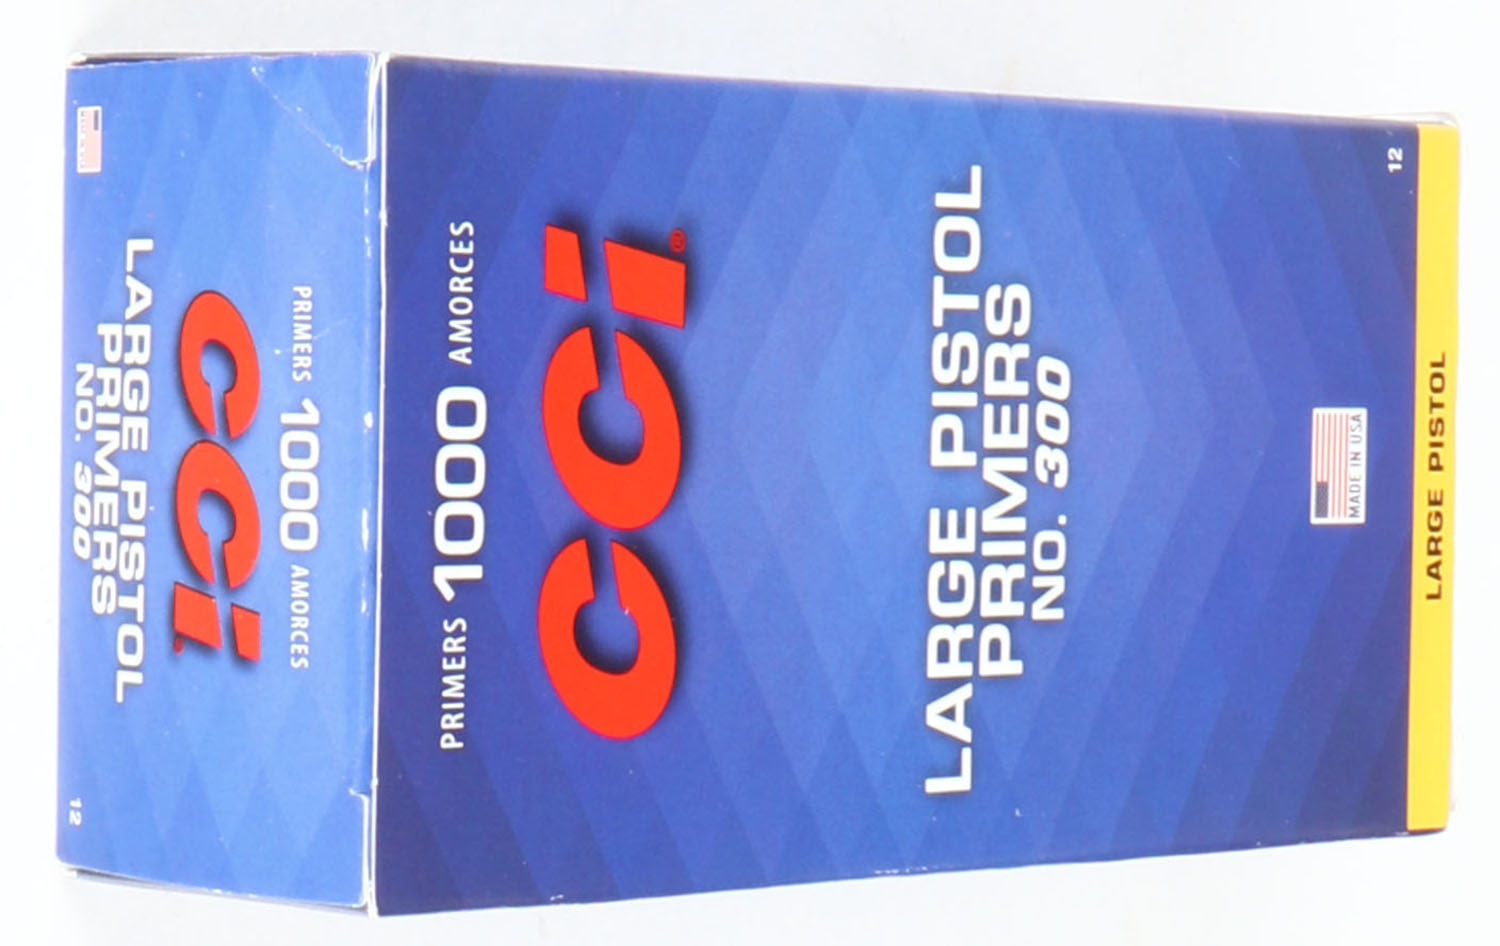 PRIMERS 1000 AMORCES
CCI®
LARGE PISTOL
PRIMERS
NO. 300
MADE IN USA
12
LARGE PISTOL
PRIMERS 1000 AMORCES
CCI
LARGE PISTOL
PRIMERS
NO. 300
12